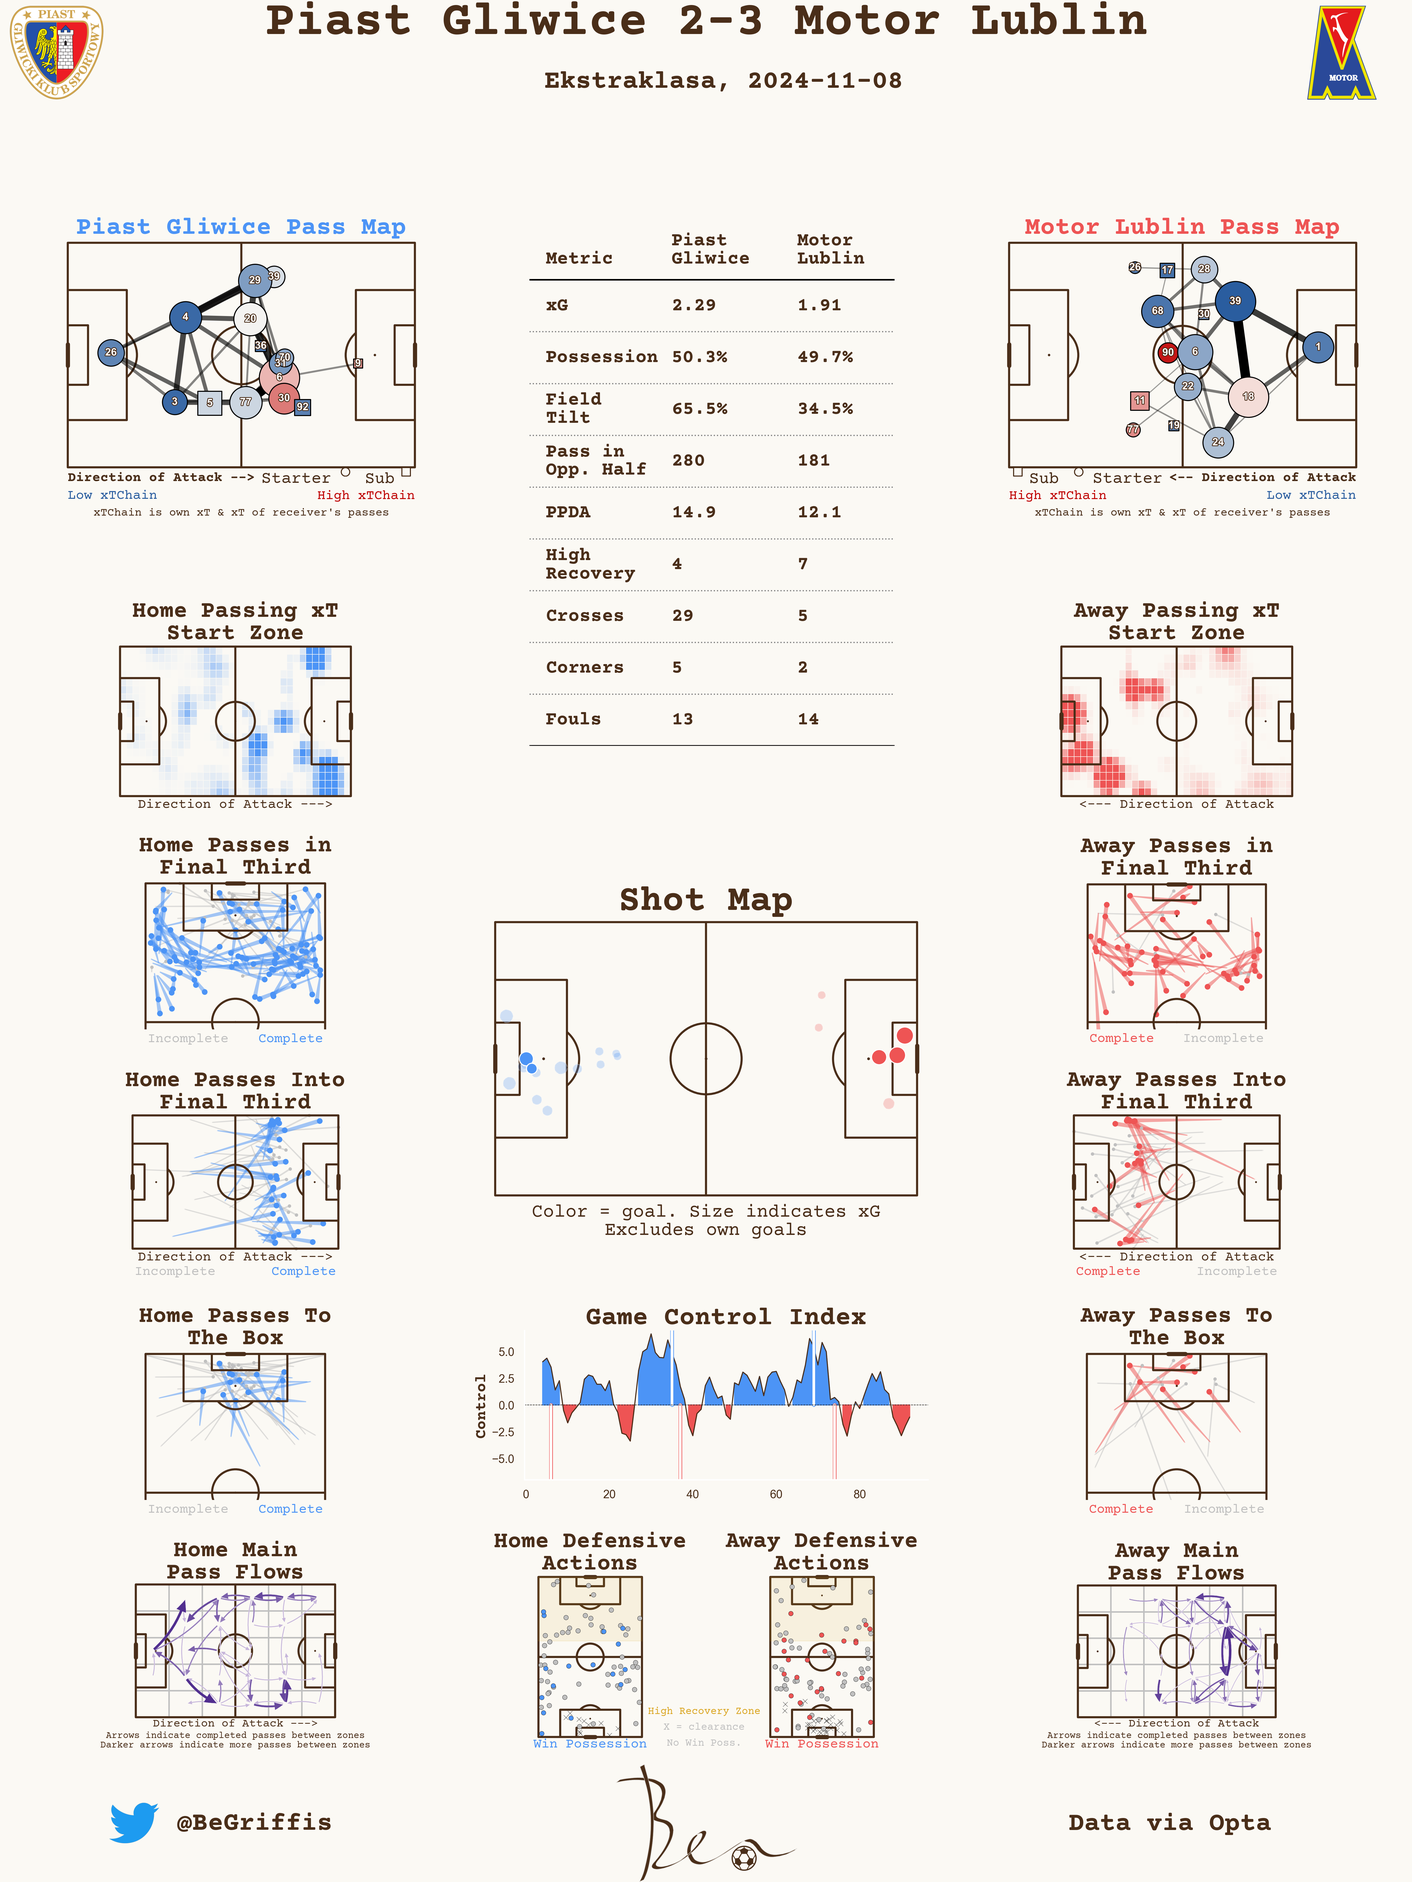 Piast Gliwice 2-3 Motor Lublin
Ekstraklasa, 2024-11-08
PIAST
GLIWICKI KLUB SPORTOWY
MOTOR
Piast Gliwice Pass Map
29
39
4
20
26
36
70
31
6
9
3
5
77
30
92
Direction of Attack --> Starter Sub
Low xTChain High xTChain
xTChain is own xT & xT of receiver's passes
Metric Piast Gliwice Motor Lublin
xG 2.29 1.91
Possession 50.3% 49.7%
Field Tilt 65.5% 34.5%
Pass in Opp. Half 280 181
PPDA 14.9 12.1
High Recovery 4 7
Crosses 29 5
Corners 5 2
Fouls 13 14
Motor Lublin Pass Map
26
17
28
39
68
30
90
6
1
22
11
18
77
19
24
Sub Starter <-- Direction of Attack
High xTChain Low xTChain
xTChain is own xT & xT of receiver's passes
Home Passing xT
Start Zone
Direction of Attack --->
Away Passing xT
Start Zone
<--- Direction of Attack
Home Passes in
Final Third
Incomplete Complete
Away Passes in
Final Third
Complete Incomplete
Shot Map
Color = goal. Size indicates xG
Excludes own goals
Home Passes Into
Final Third
Direction of Attack --->
Incomplete Complete
Away Passes Into
Final Third
<--- Direction of Attack
Complete Incomplete
Home Passes To
The Box
Incomplete Complete
Game Control Index
Control
5.0
2.5
0.0
−2.5
−5.0
0 20 40 60 80
Away Passes To
The Box
Complete Incomplete
Home Main
Pass Flows
Direction of Attack --->
Arrows indicate completed passes between zones
Darker arrows indicate more passes between zones
Home Defensive
Actions
Win Possession
Away Defensive
Actions
Win Possession
High Recovery Zone
X = clearance
No Win Poss.
Away Main
Pass Flows
<--- Direction of Attack
Arrows indicate completed passes between zones
Darker arrows indicate more passes between zones
@BeGriffis
Ben
Data via Opta